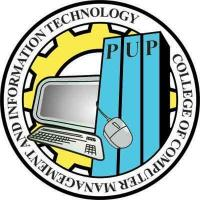 COLLEGE OF COMPUTER MANAGEMENT AND INFORMATION TECHNOLOGY
PUP